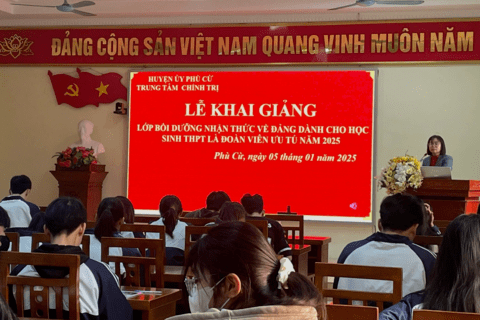 ĐẢNG CỘNG SẢN VIỆT NAM QUANG VINH MUÔN NĂM
HUYỆN ỦY PHÙ CỪ
TRUNG TÂM CHÍNH TRỊ
LỄ KHAI GIẢNG
LỚP BỒI DƯỠNG NHẬN THỨC VỀ ĐẢNG DÀNH CHO HỌC
SINH THPT LÀ ĐOÀN VIÊN ƯU TÚ NĂM 2025
Phù Cừ, ngày 05 tháng 01 năm 2025